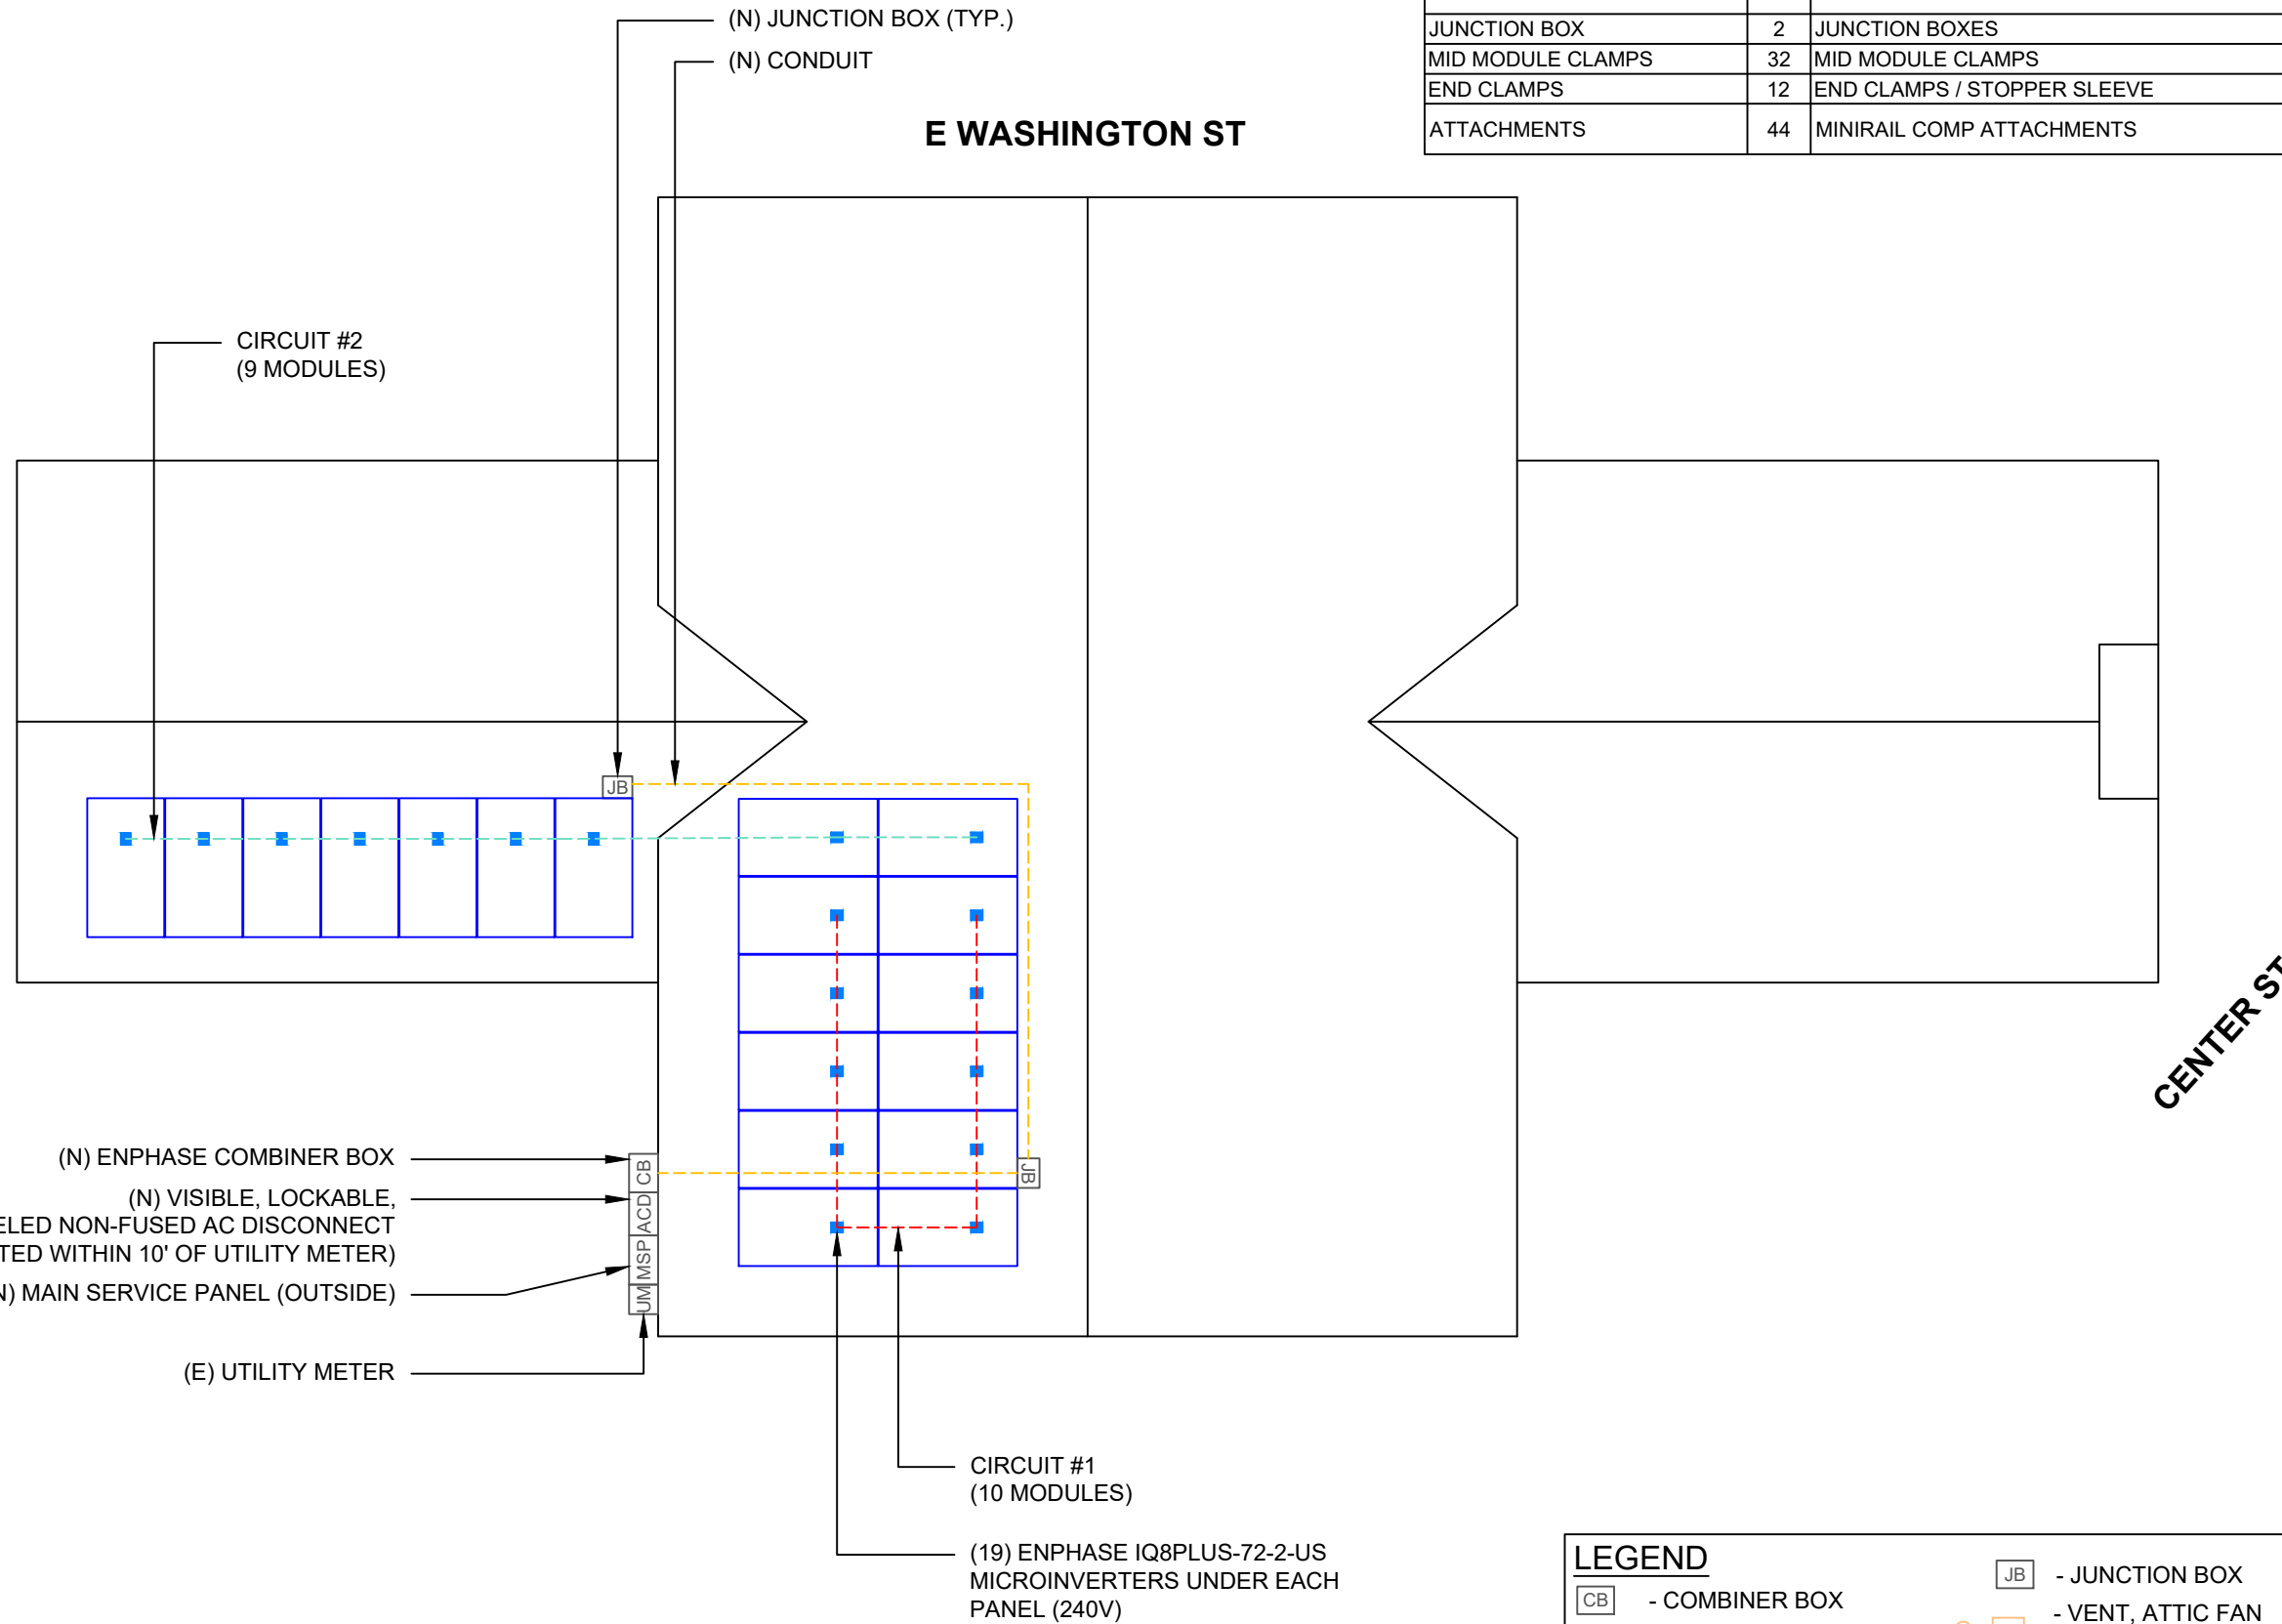 (N) JUNCTION BOX (TYP.)
(N) CONDUIT
JUNCTION BOX 2 JUNCTION BOXES
MID MODULE CLAMPS 32 MID MODULE CLAMPS
END CLAMPS 12 END CLAMPS / STOPPER SLEEVE
ATTACHMENTS 44 MINIRAIL COMP ATTACHMENTS
E WASHINGTON ST
CIRCUIT #2
(9 MODULES)
JB
CENTER ST
JB
(N) ENPHASE COMBINER BOX
CB
(N) VISIBLE, LOCKABLE,
ELED NON-FUSED AC DISCONNECT
TED WITHIN 10' OF UTILITY METER)
ACD
N) MAIN SERVICE PANEL (OUTSIDE)
MSP
UM
(E) UTILITY METER
CIRCUIT #1
(10 MODULES)
(19) ENPHASE IQ8PLUS-72-2-US
MICROINVERTERS UNDER EACH
PANEL (240V)
LEGEND
CB - COMBINER BOX
JB - JUNCTION BOX
- VENT, ATTIC FAN